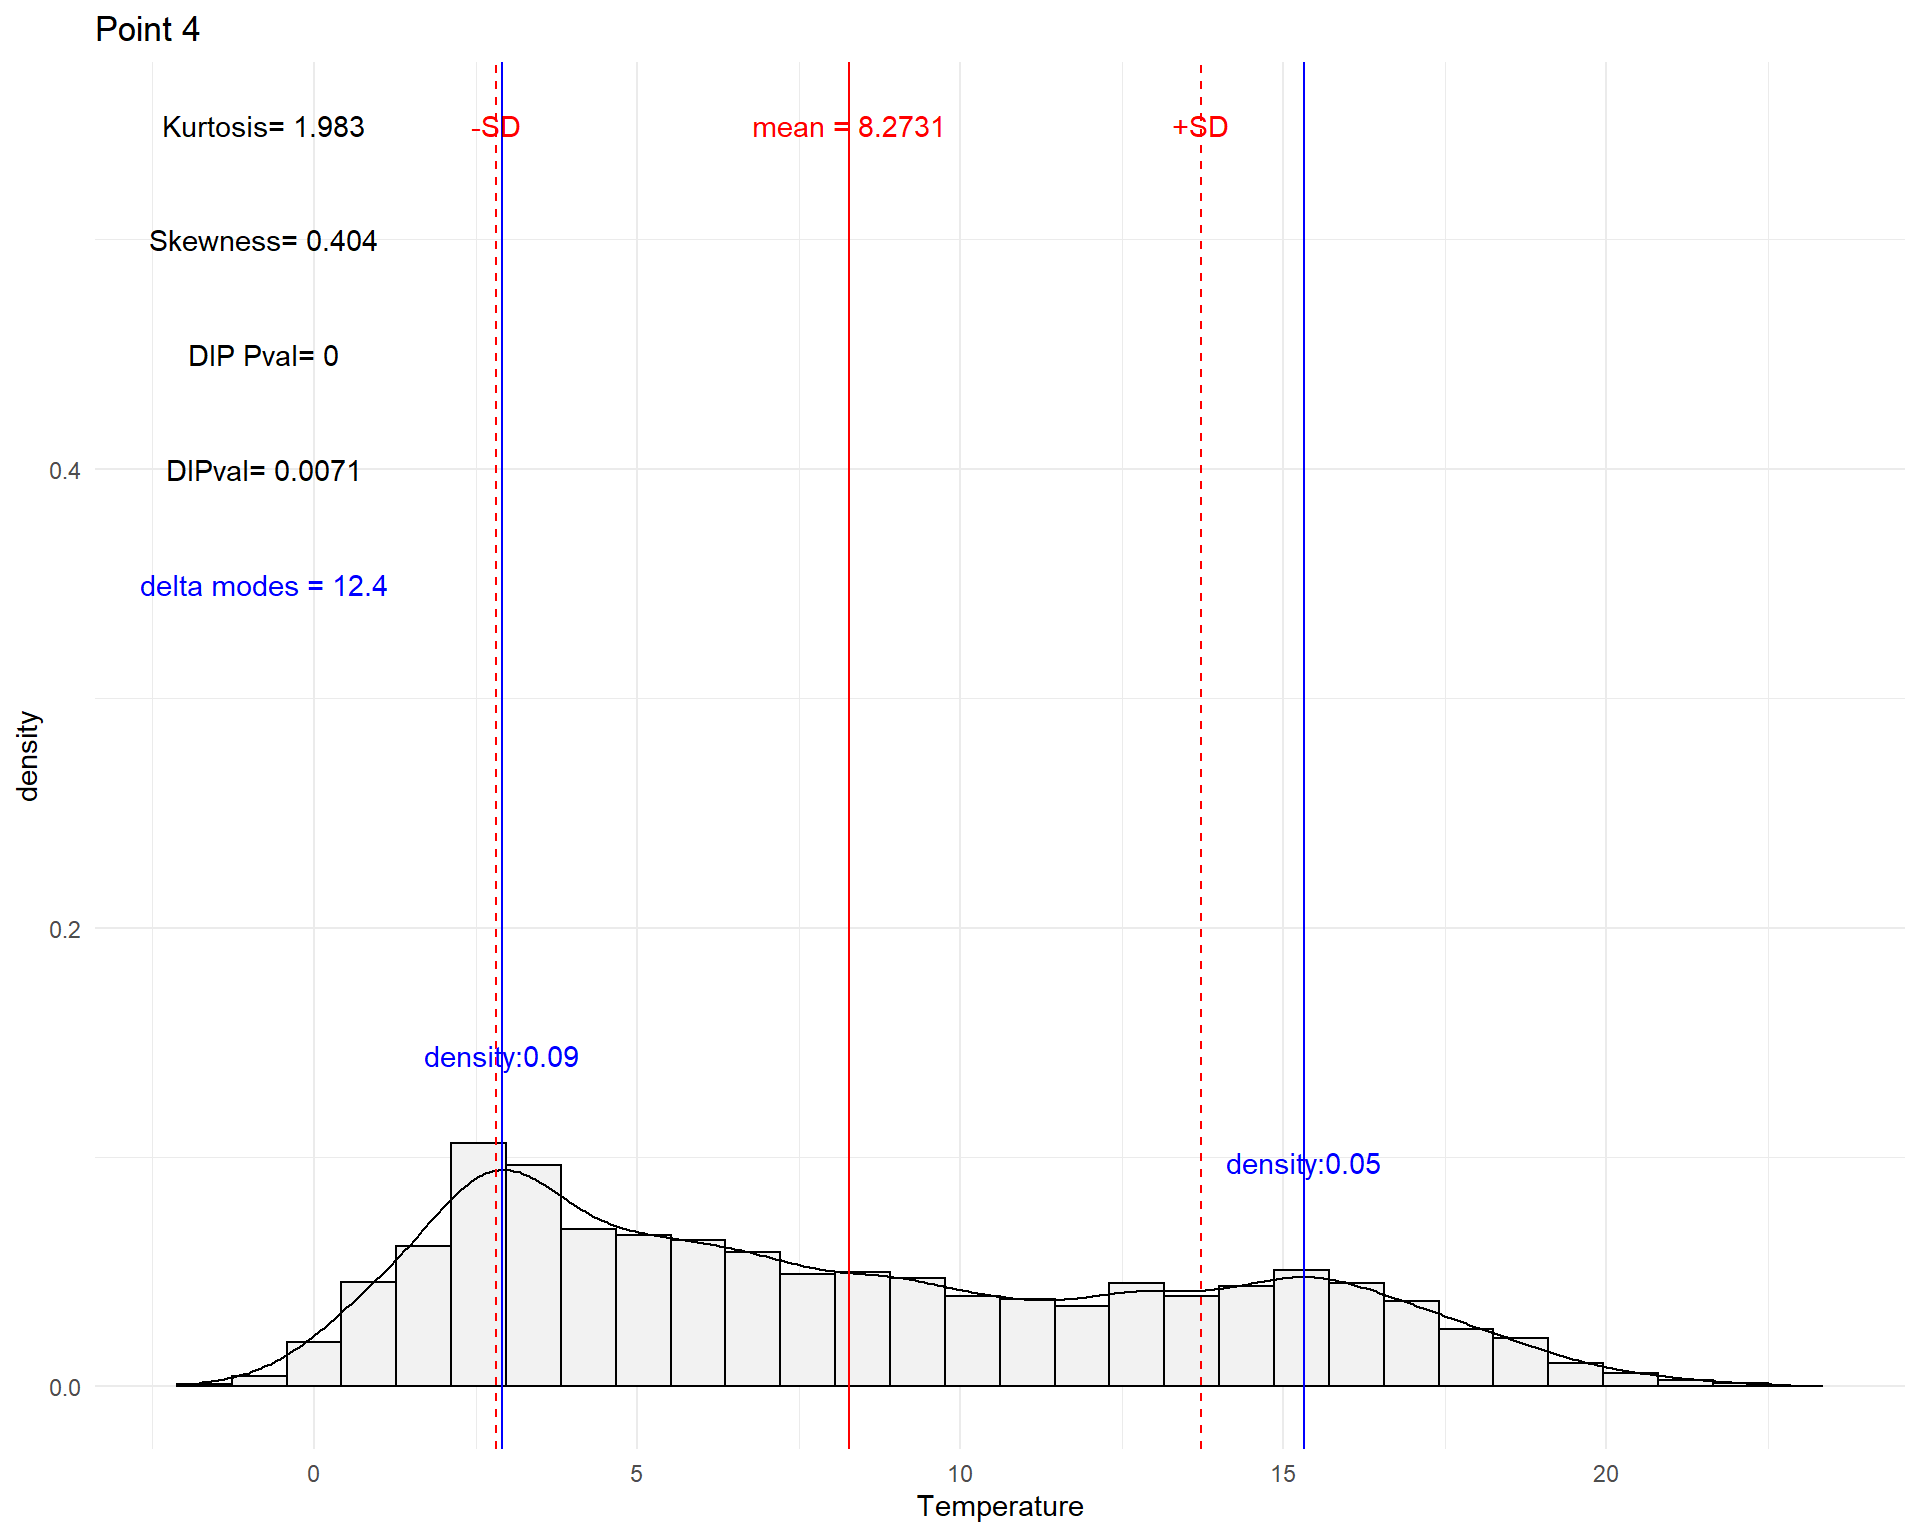 Point 4
Kurtosis= 1.983
-SD
mean = 8.2731
+SD
Skewness= 0.404
DIP Pval= 0
DIPval= 0.0071
delta modes = 12.4
density:0.09
density:0.05
density
0.4
0.2
0.0
0
5
10
15
20
Temperature